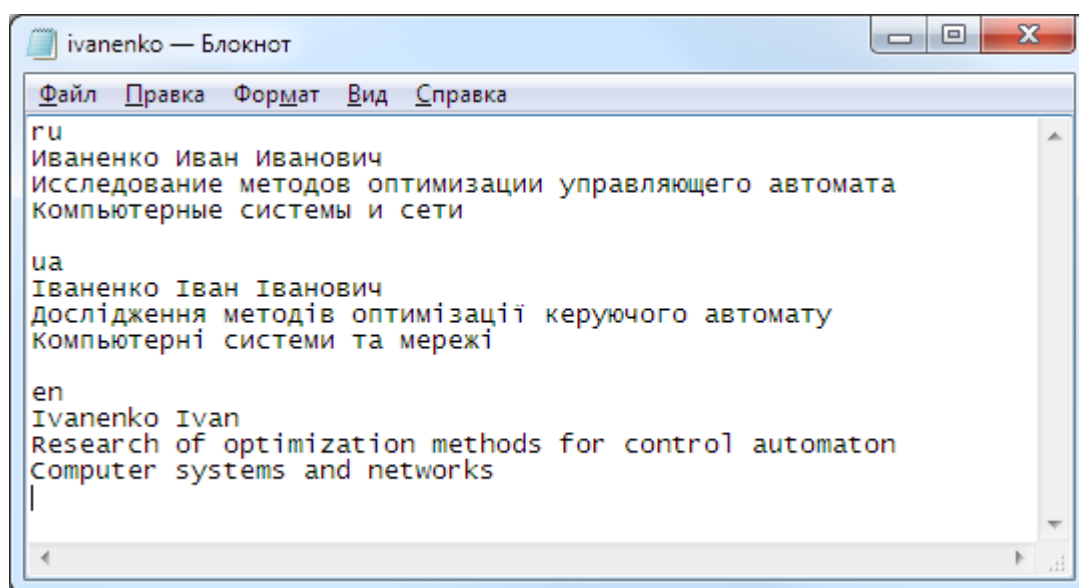 ivanenko — Блокнот
Файл Правка Формат Вид Справка
ru
Иваненко Иван Иванович
Исследование методов оптимизации управляющего автомата
Компьютерные системы и сети
ua
Іваненко Іван Іванович
Дослідження методів оптимізації керуючого автомату
Компьютерні системи та мережі
en
Ivanenko Ivan
Research of optimization methods for control automaton
Computer systems and networks